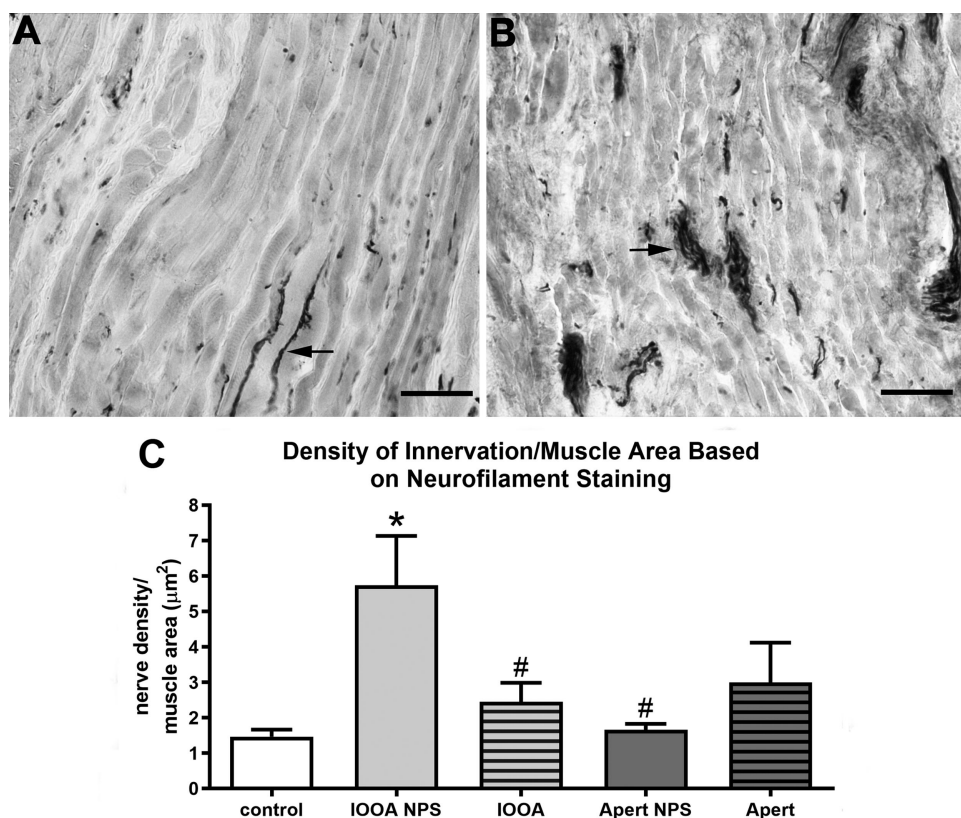 A
B
C
Density of Innervation/Muscle Area Based
on Neurofilament Staining
nerve density/
muscle area (μm²)
8
7
6
5
4
3
2
1
0
*
#
#
control
IOOA NPS
IOOA
Apert NPS
Apert